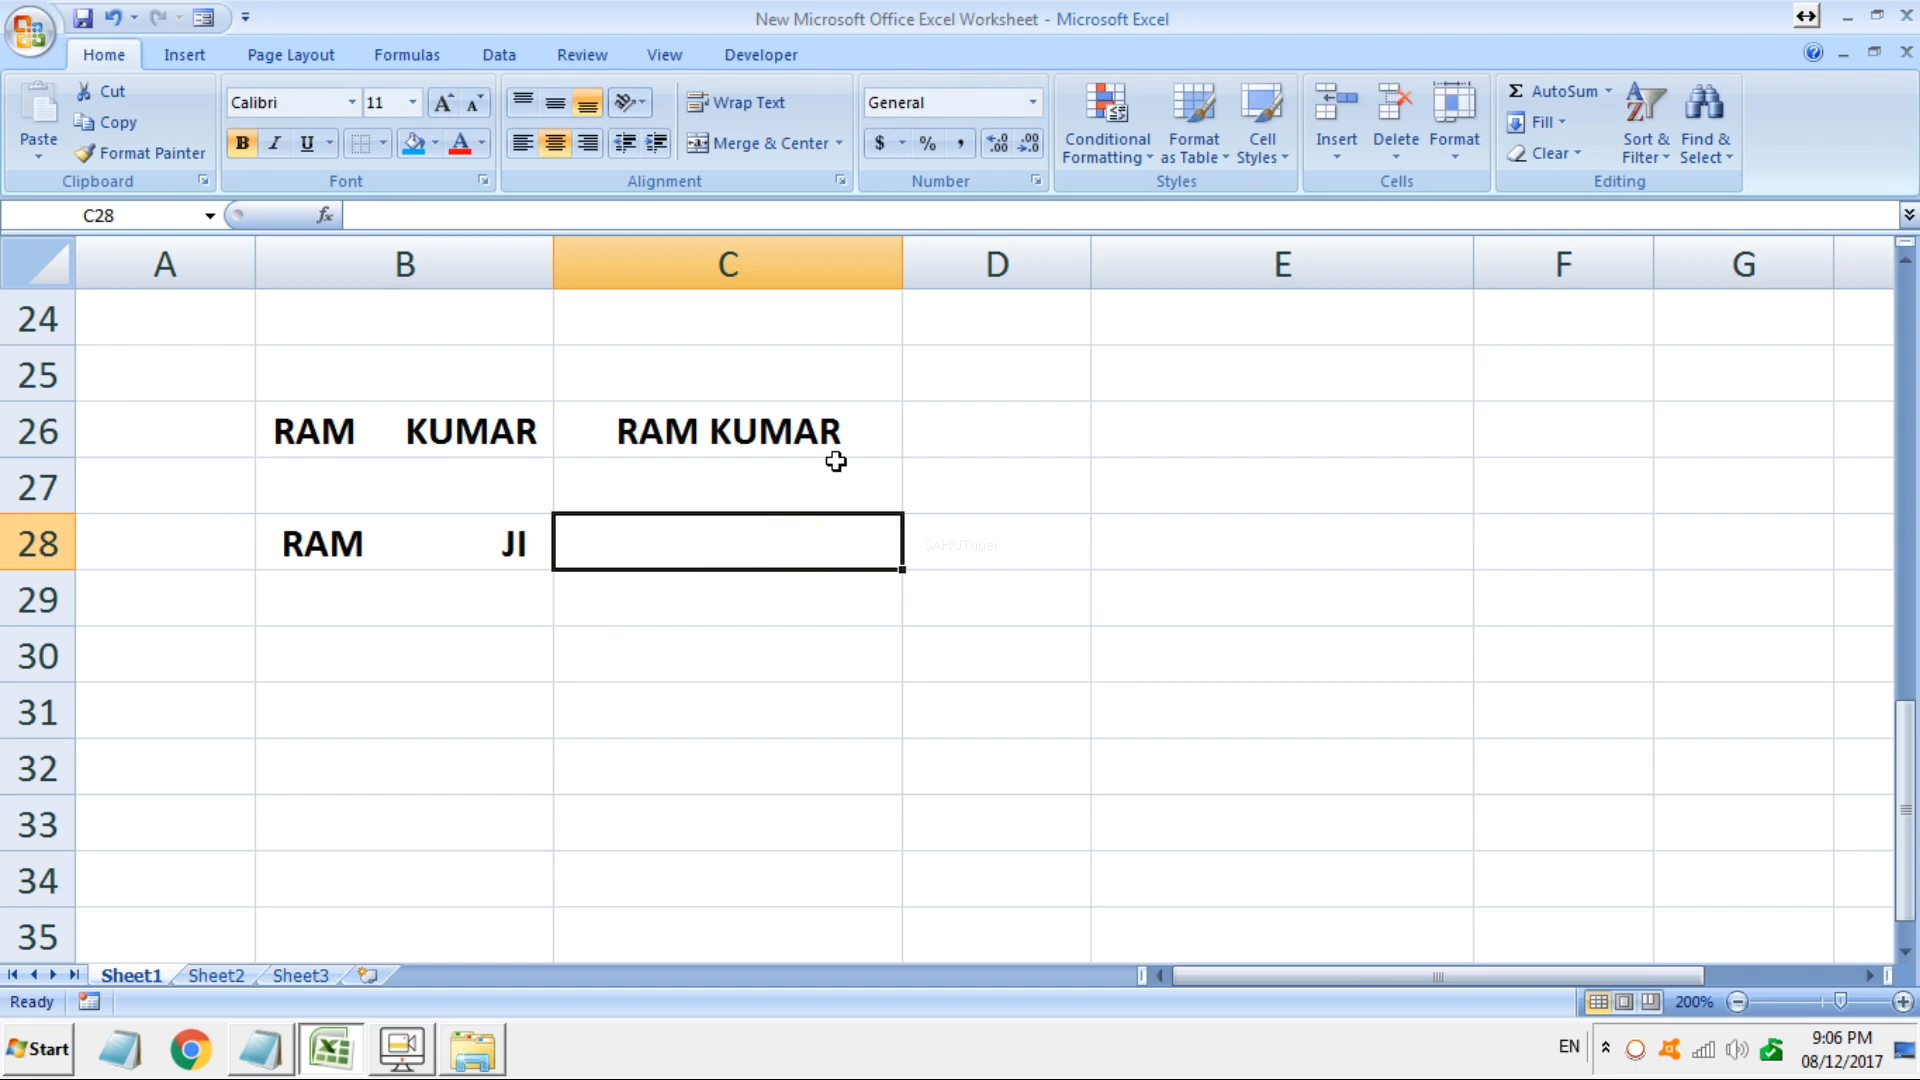 New Microsoft Office Excel Worksheet - Microsoft Excel
Home Insert Page Layout Formulas Data Review View Developer
Paste
Cut
Copy
Format Painter
Clipboard
Calibri 11
B I U A
Font
Wrap Text
Merge & Center
Alignment
General
$ % ,
Number
Conditional Formatting
Format as Table
Cell Styles
Styles
Insert Delete Format
Cells
Σ AutoSum
Fill
Clear
Sort & Filter
Find & Select
Editing
C28 fx
A B C D E F G
24
25
26 RAM KUMAR RAM KUMAR
27
28 RAM JI SAHUTuber
29
30
31
32
33
34
35
Sheet1 Sheet2 Sheet3
Ready 200%
Start EN 9:06 PM
08/12/2017